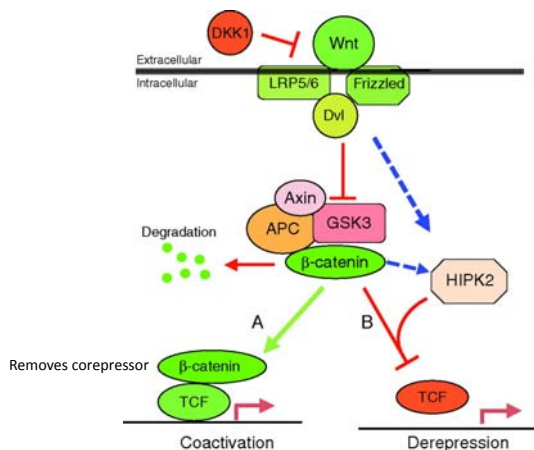 DKK1
Wnt
Extracellular
Intracellular
LRP5/6
Frizzled
Dvl
Axin
APC
GSK3
Degradation
β-catenin
HIPK2
A
B
Removes corepressor
β-catenin
TCF
TCF
Coactivation
Derepression